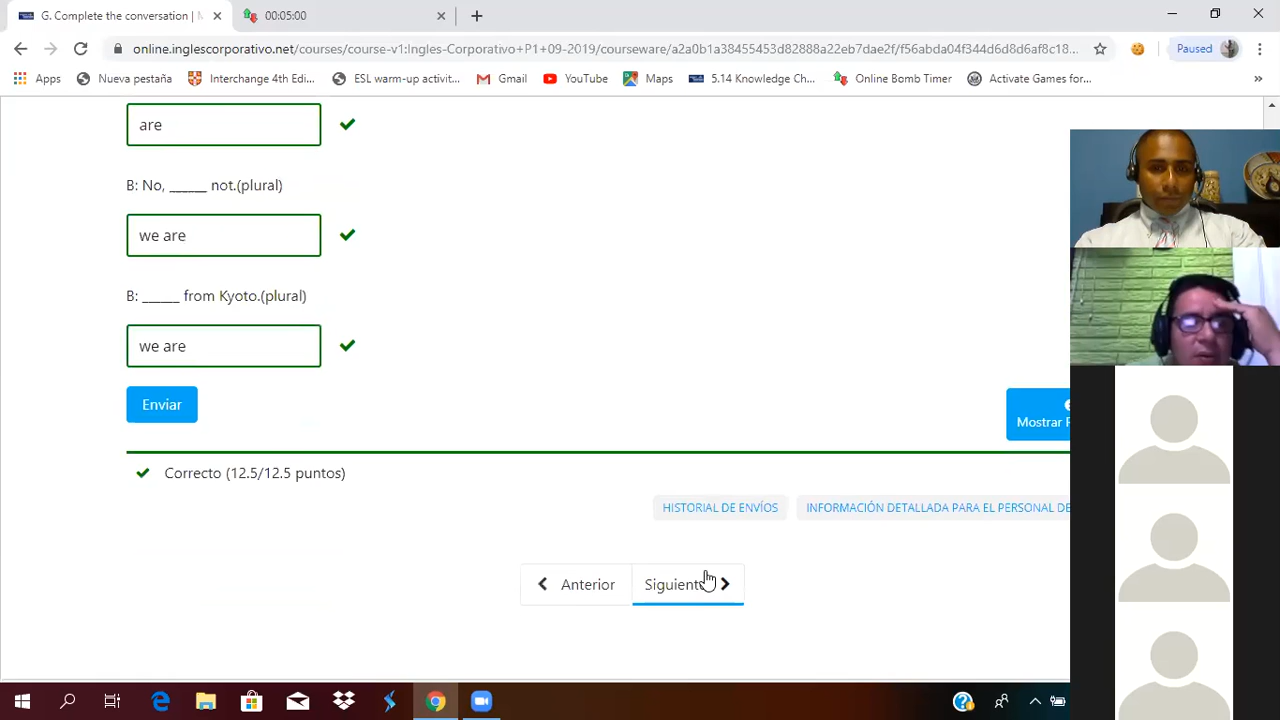 G. Complete the conversation |
00:05:00
online.inglescorporativo.net/courses/course-v1:Ingles-Corporativo+P1+09-2019/courseware/a2a0b1a38455453d82888b22eb7dae2f/f56abda04f344d6d8d6af8c18...
Paused
Apps
Nueva pestaña
Interchange 4th Edi...
ESL warm-up activit...
Gmail
YouTube
Maps
5.14 Knowledge Ch...
Online Bomb Timer
Activate Games for...
»
are
B: No, ______ not.(plural)
we are
B: ______ from Kyoto.(plural)
we are
Enviar
Mostrar
Correcto (12.5/12.5 puntos)
HISTORIAL DE ENVÍOS
INFORMACIÓN DETALLADA PARA EL PERSONAL DE
Anterior
Siguiente